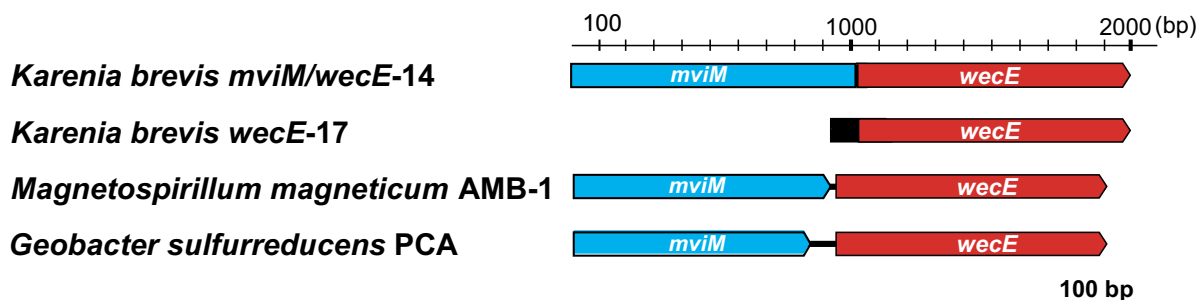 100 1000 2000 (bp)
Karenia brevis mviM/wecE-14 mviM wecE
Karenia brevis wecE-17 wecE
Magnetospirillum magneticum AMB-1 mviM wecE
Geobacter sulfurreducens PCA mviM wecE
100 bp